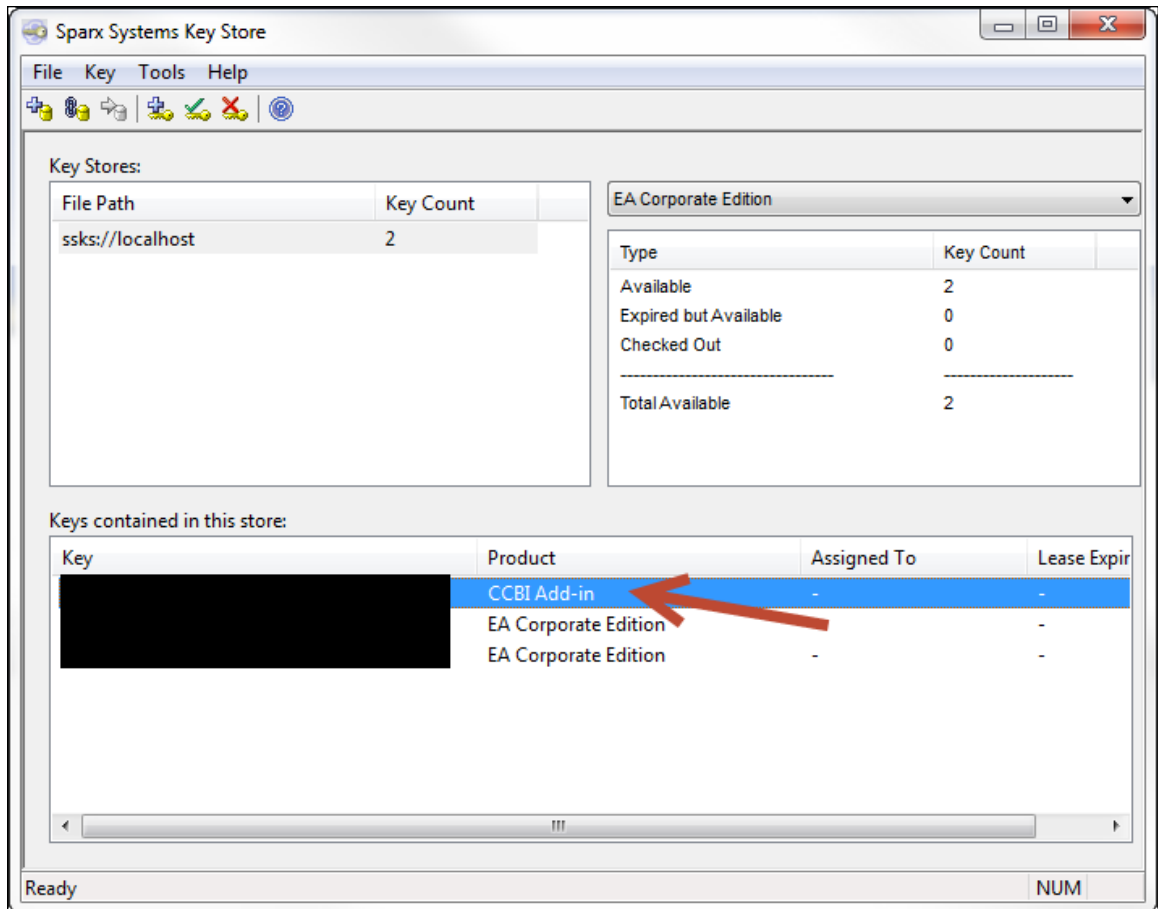 Sparx Systems Key Store
File Key Tools Help
Key Stores:
File Path Key Count
ssks://localhost 2
EA Corporate Edition
Type Key Count
Available 2
Expired but Available 0
Checked Out 0
--------------------------------- --------------------
Total Available 2
Keys contained in this store:
Key Product Assigned To Lease Expir
CCBI Add-in - -
EA Corporate Edition -
EA Corporate Edition - -
Ready NUM